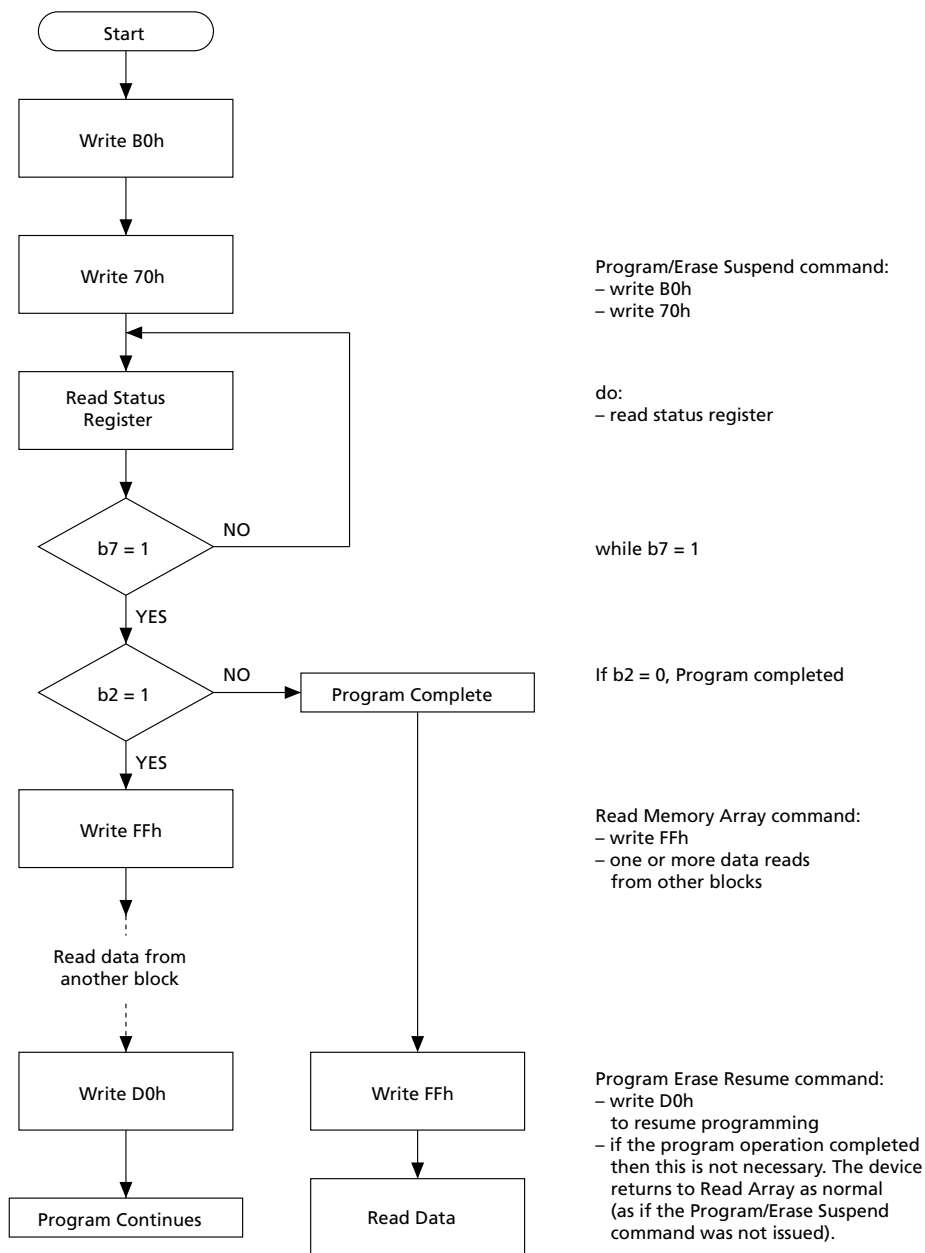 Start
Write B0h
Write 70h
Program/Erase Suspend command:
– write B0h
– write 70h
Read Status
Register
do:
– read status register
NO
b7 = 1
while b7 = 1
YES
NO
b2 = 1
Program Complete
If b2 = 0, Program completed
YES
Write FFh
Read Memory Array command:
– write FFh
– one or more data reads
from other blocks
Read data from
another block
Write D0h
Write FFh
Program Erase Resume command:
– write D0h
to resume programming
– if the program operation completed
then this is not necessary. The device
returns to Read Array as normal
(as if the Program/Erase Suspend
command was not issued).
Program Continues
Read Data